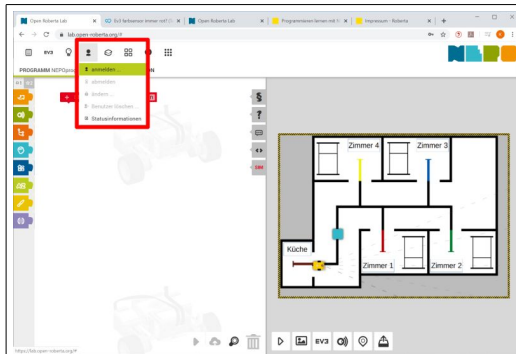 Open Roberta Lab
Open Roberta Lab
Programmieren lernen mit
Impressum - Roberta
lab.open-roberta.org/#
EV3
PROGRAMM NEPOprog
anmelden ...
abmelden
ändern ...
Benutzer löschen ...
Statusinformationen
Zimmer 4
Zimmer 3
Küche
Zimmer 1
Zimmer 2
EV3
https://lab.open-roberta.org/#